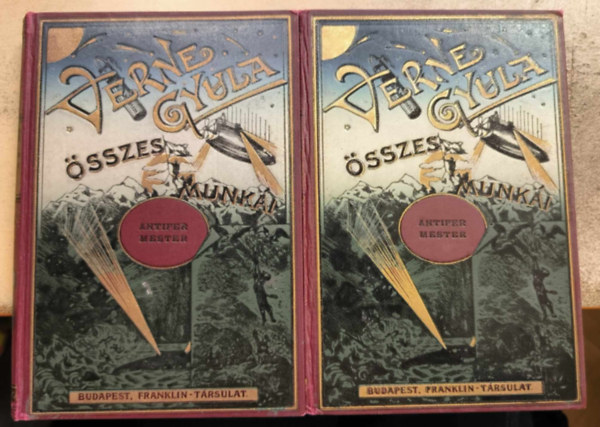 VERNE
GYULA
ÖSSZES
MUNKÁI
ANTIFER
MESTER
BUDAPEST, FRANKLIN-TÁRSULAT.
VERNE
GYULA
ÖSSZES
MUNKÁI
ANTIFER
MESTER
BUDAPEST, FRANKLIN-TÁRSULAT.